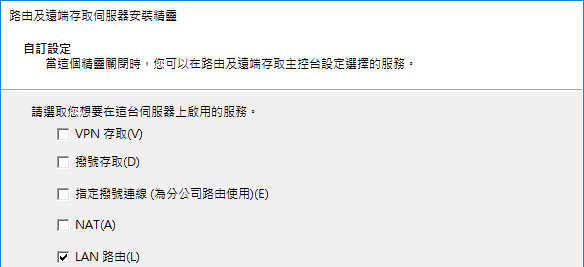 路由及遠端存取伺服器安裝精靈
自訂設定
當這個精靈關閉時，您可以在路由及遠端存取主控台設定選擇的服務。
請選取您想要在這台伺服器上啟用的服務。
VPN 存取(V)
撥號存取(D)
指定撥號連線 (為分公司路由使用)(E)
NAT(A)
LAN 路由(L)